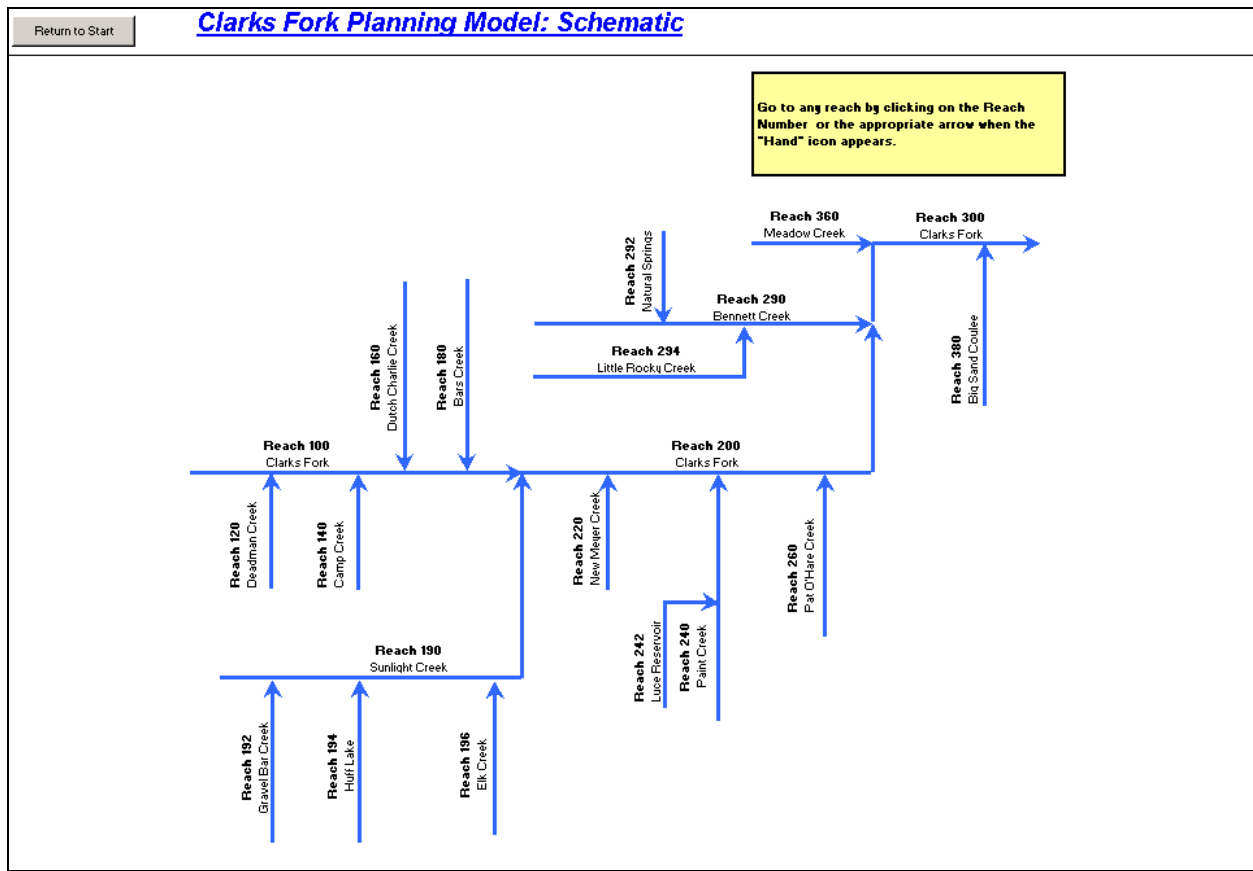 Return to Start
Clarks Fork Planning Model: Schematic
Go to any reach by clicking on the Reach
Number or the appropriate arrow when the
"Hand" icon appears.
Reach 360
Meadow Creek
Reach 300
Clarks Fork
Reach 292
Natural Springs
Reach 290
Bennett Creek
Reach 294
Little Rocky Creek
Reach 380
Big Sand Coulee
Reach 160
Dutch Charlie Creek
Reach 180
Bars Creek
Reach 100
Clarks Fork
Reach 200
Clarks Fork
Reach 120
Deadman Creek
Reach 140
Camp Creek
Reach 220
New Meyer Creek
Reach 260
Pat O'Hare Creek
Reach 242
Luce Reservoir
Reach 240
Paint Creek
Reach 190
Sunlight Creek
Reach 192
Gravel Bar Creek
Reach 194
Huff Lake
Reach 196
Elk Creek